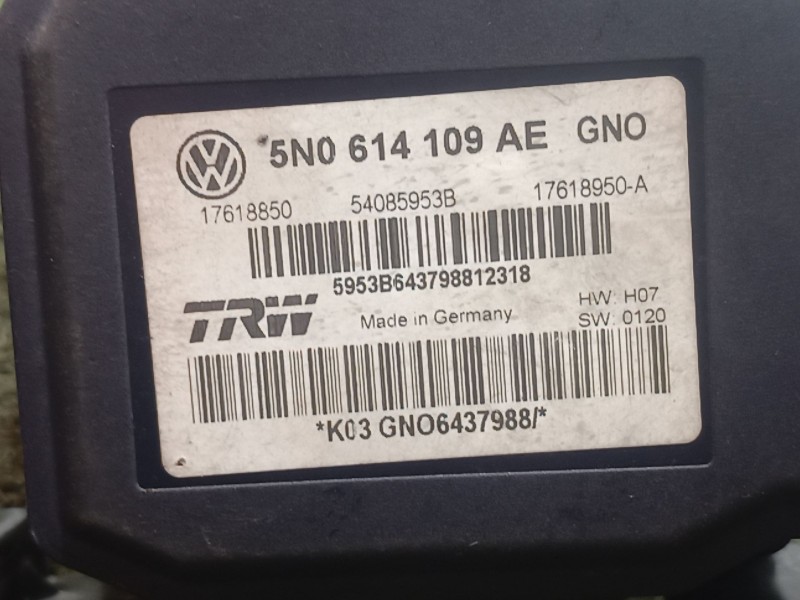 5N0 614 109 AE GNO
17618850 54085953B 17618950-A
5953B643798812318
TRW Made in Germany HW: H07
SW: 0120
*K03 GNO6437988/*